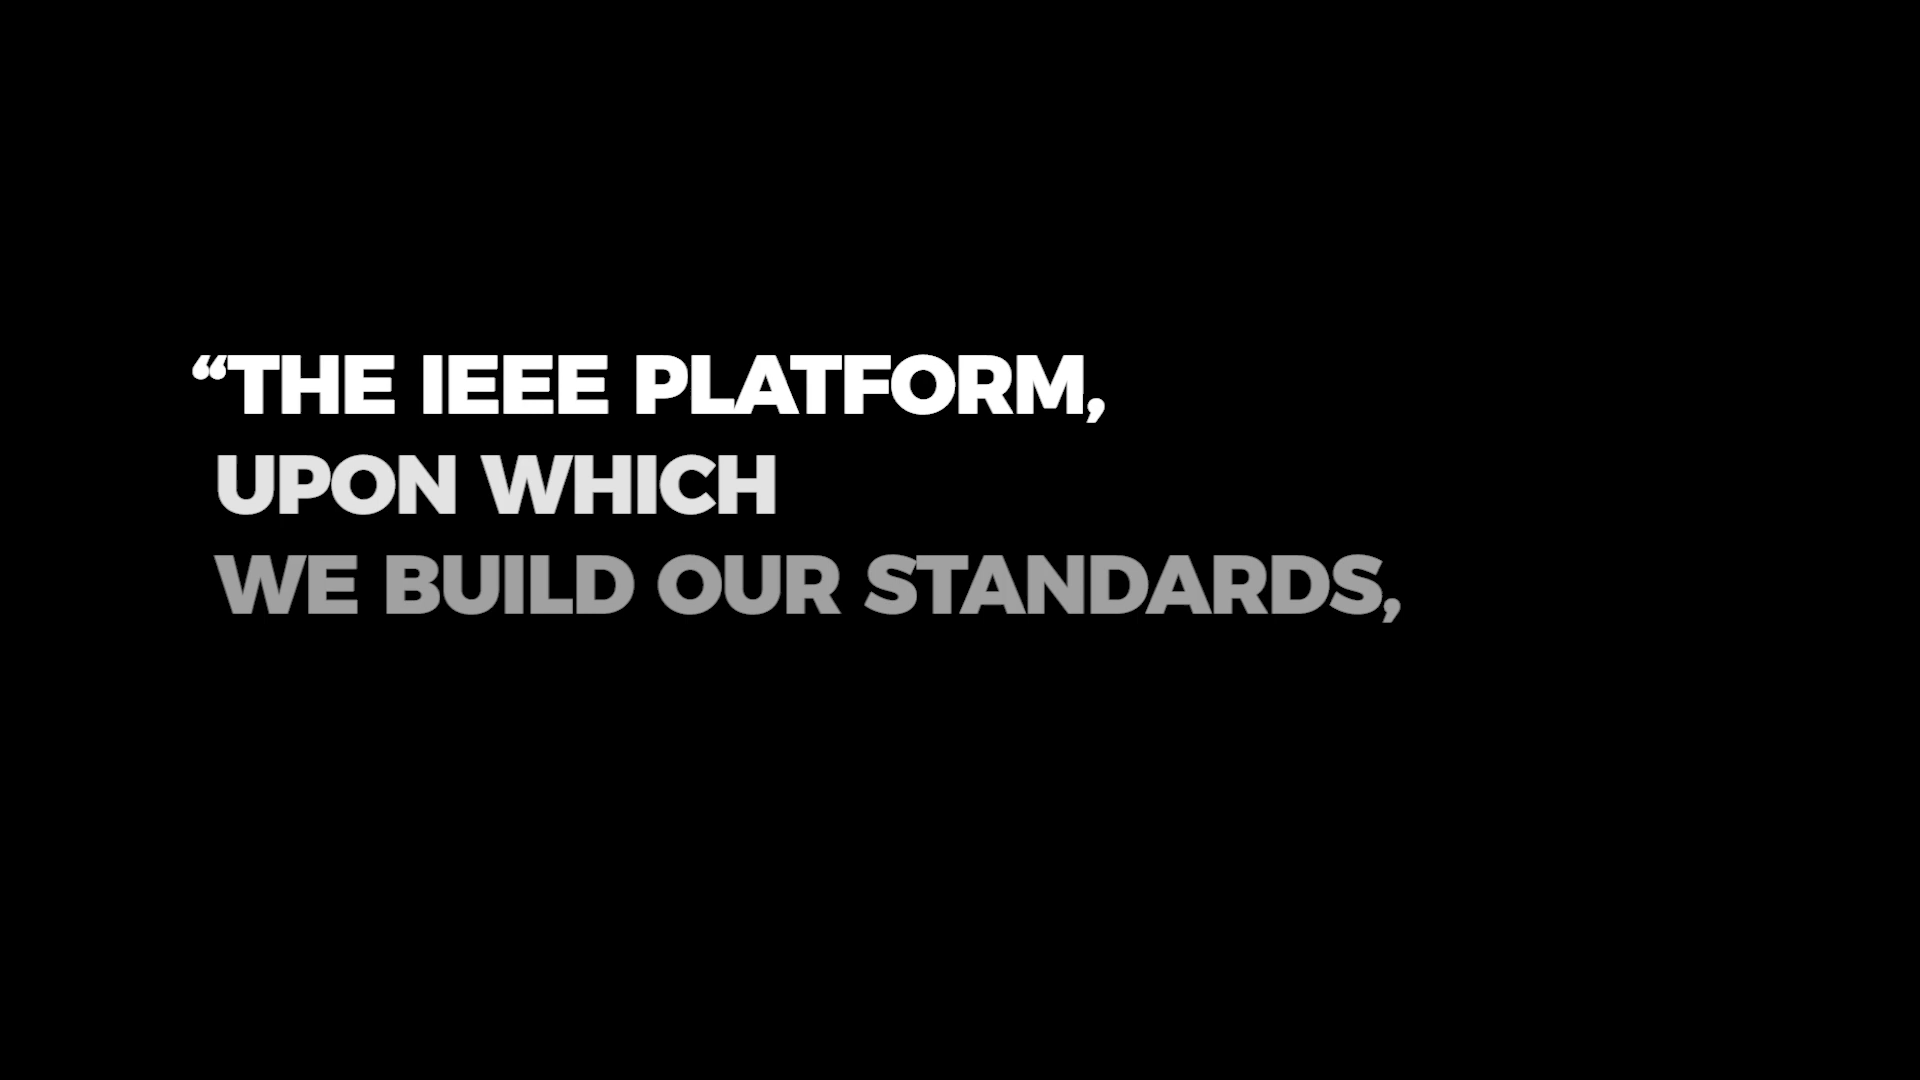 “THE IEEE PLATFORM,
UPON WHICH
WE BUILD OUR STANDARDS,